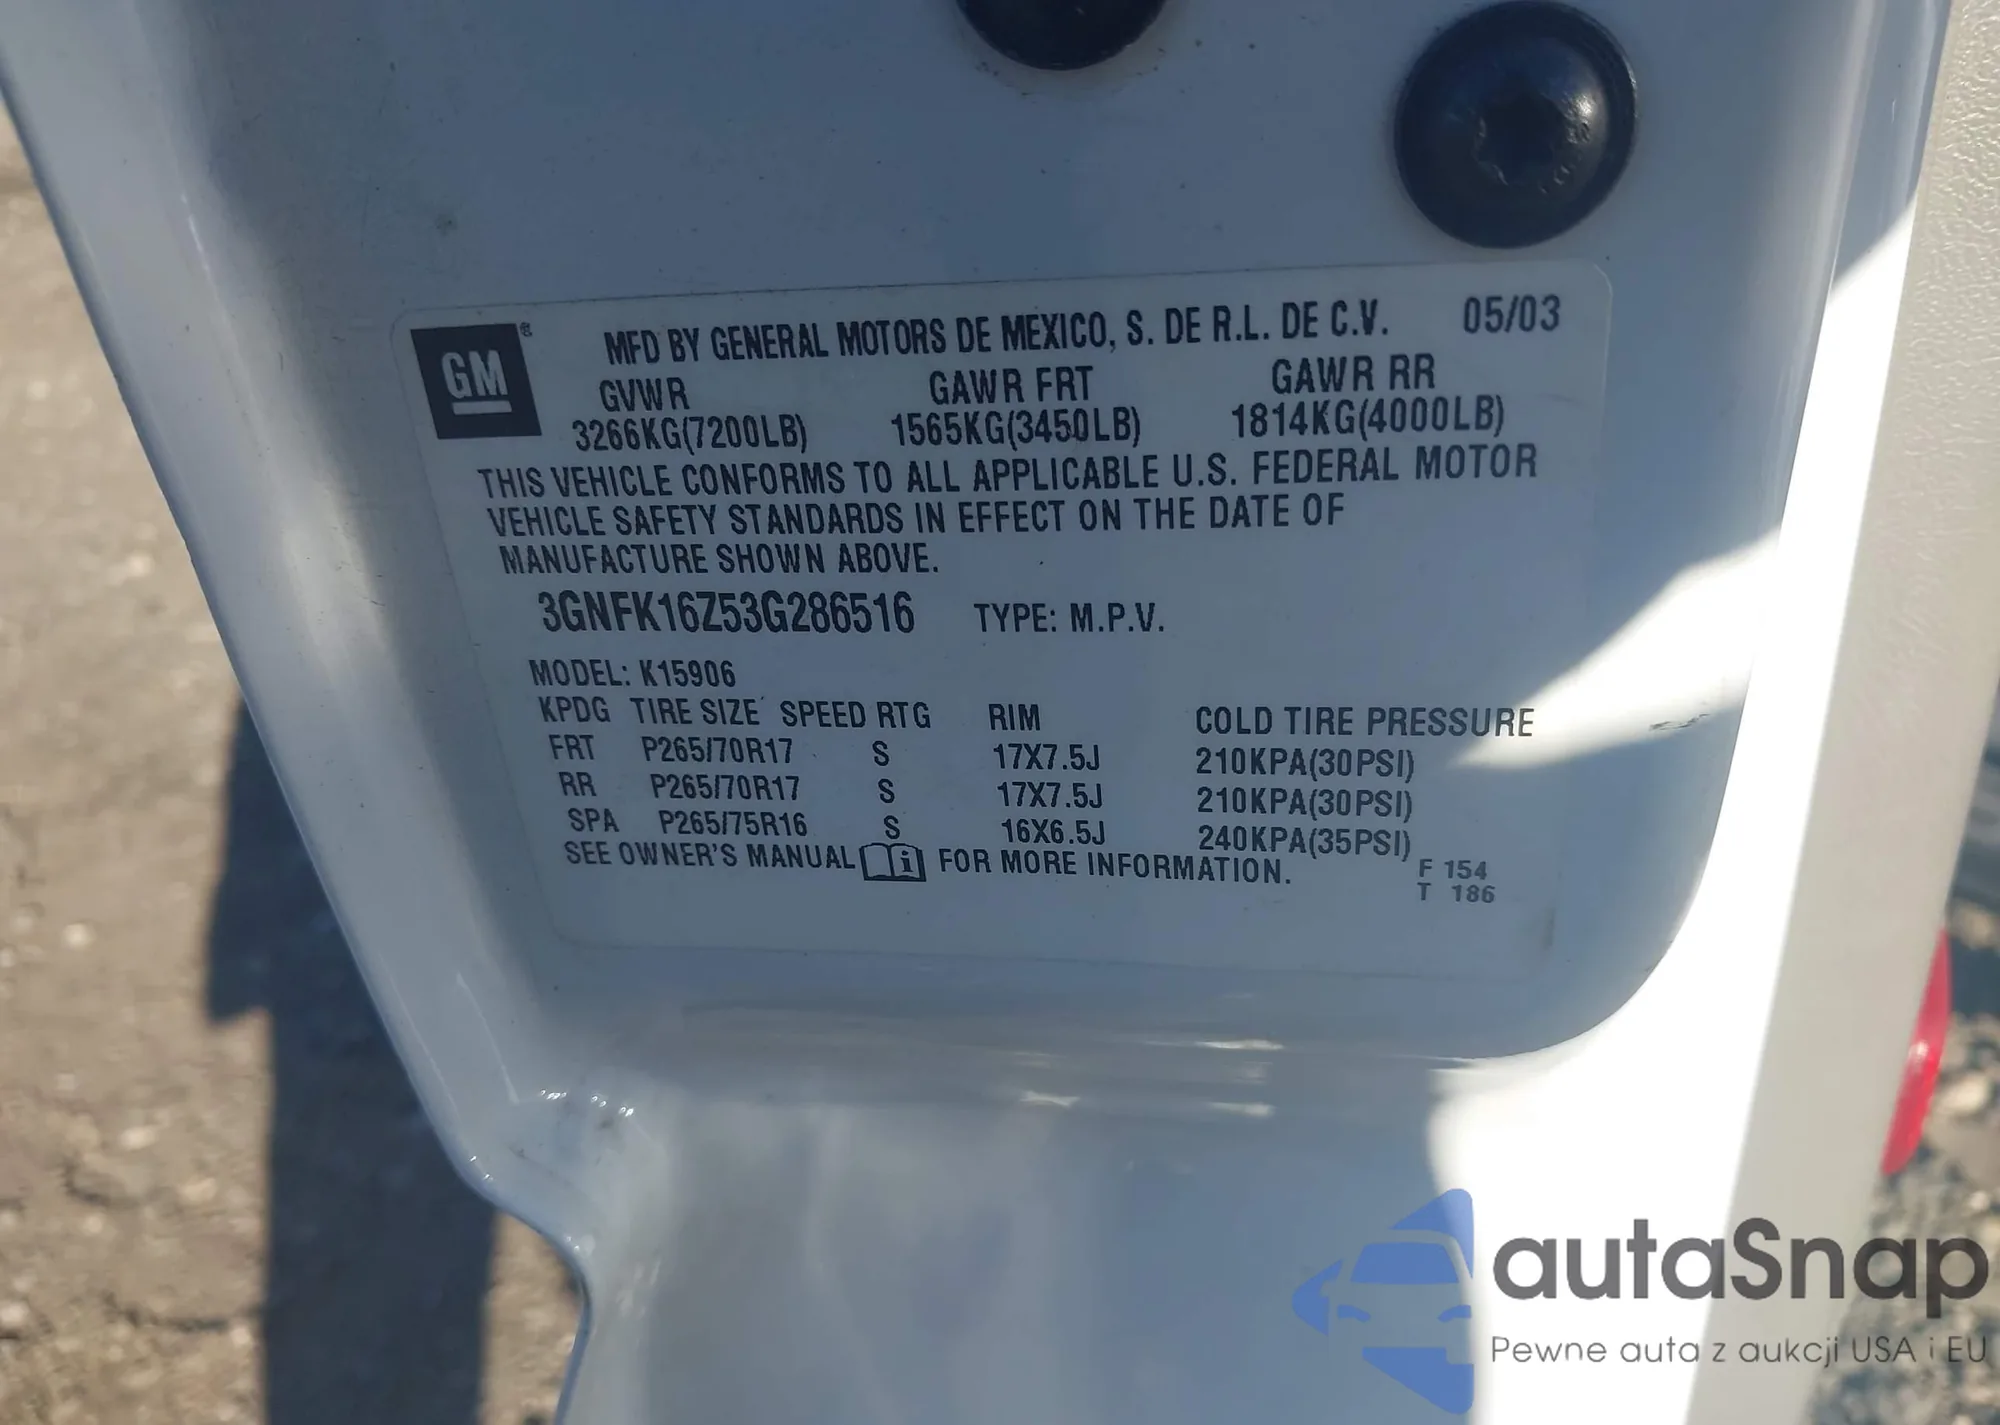 GM ®
MFD BY GENERAL MOTORS DE MEXICO, S. DE R.L. DE C.V. 05/03
GVWR GAWR FRT GAWR RR
3266KG(7200LB) 1565KG(3450LB) 1814KG(4000LB)
THIS VEHICLE CONFORMS TO ALL APPLICABLE U.S. FEDERAL MOTOR
VEHICLE SAFETY STANDARDS IN EFFECT ON THE DATE OF
MANUFACTURE SHOWN ABOVE.
3GNFK16Z53G286516 TYPE: M.P.V.
MODEL: K15906
KPDG TIRE SIZE SPEED RTG RIM COLD TIRE PRESSURE
FRT P265/70R17 S 17X7.5J 210KPA(30PSI)
RR P265/70R17 S 17X7.5J 210KPA(30PSI)
SPA P265/75R16 S 16X6.5J 240KPA(35PSI)
SEE OWNER'S MANUAL i FOR MORE INFORMATION.
F 154
T 186
autaSnap
Pewne auta z aukcji USA i EU